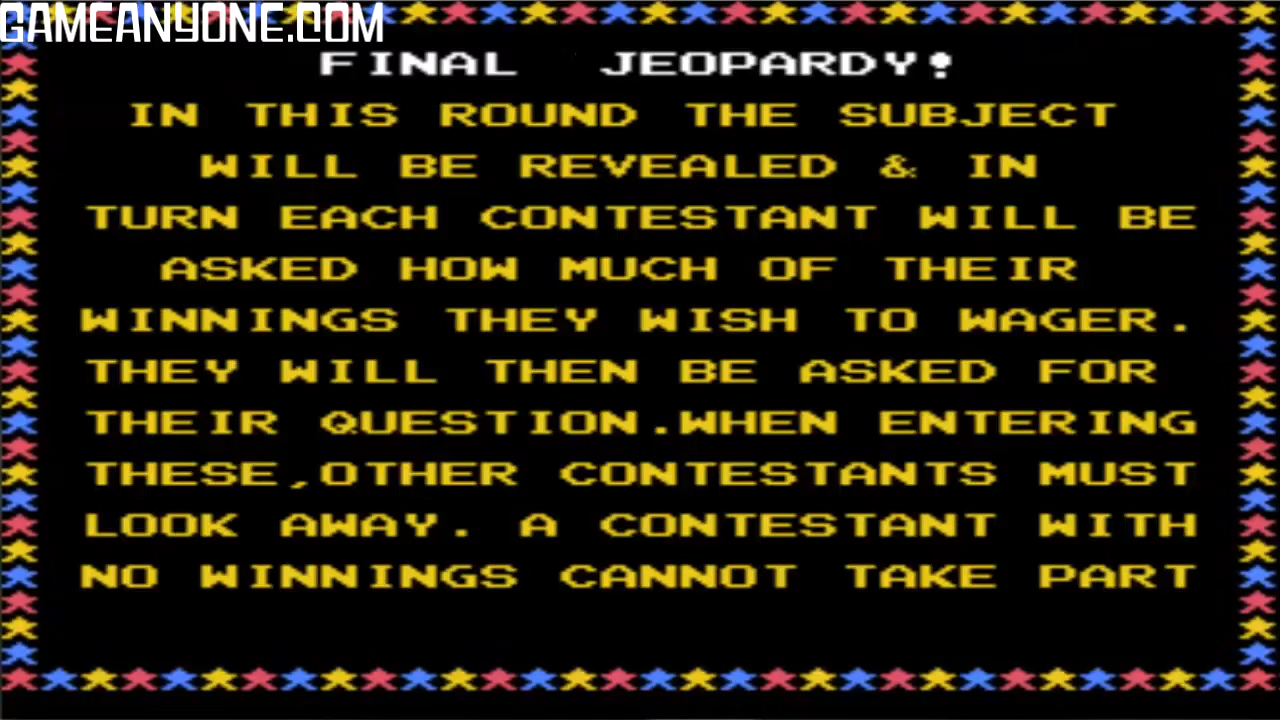 GAMEANYONE.COM
FINAL JEOPARDY!
IN THIS ROUND THE SUBJECT
WILL BE REVEALED & IN
TURN EACH CONTESTANT WILL BE
ASKED HOW MUCH OF THEIR
WINNINGS THEY WISH TO WAGER.
THEY WILL THEN BE ASKED FOR
THEIR QUESTION.WHEN ENTERING
THESE,OTHER CONTESTANTS MUST
LOOK AWAY. A CONTESTANT WITH
NO WINNINGS CANNOT TAKE PART